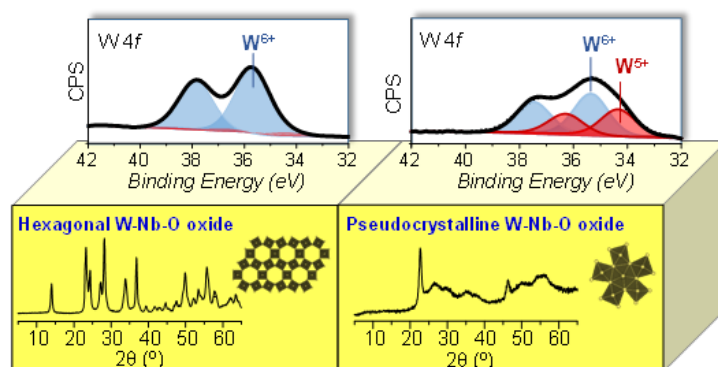 W 4f
W6+
CPS
42 40 38 36 34 32
Binding Energy (eV)
W 4f
W6+
W5+
CPS
42 40 38 36 34 32
Binding Energy (eV)
Hexagonal W-Nb-O oxide
10 20 30 40 50 60
2θ (º)
Pseudocrystalline W-Nb-O oxide
10 20 30 40 50 60
2θ (º)